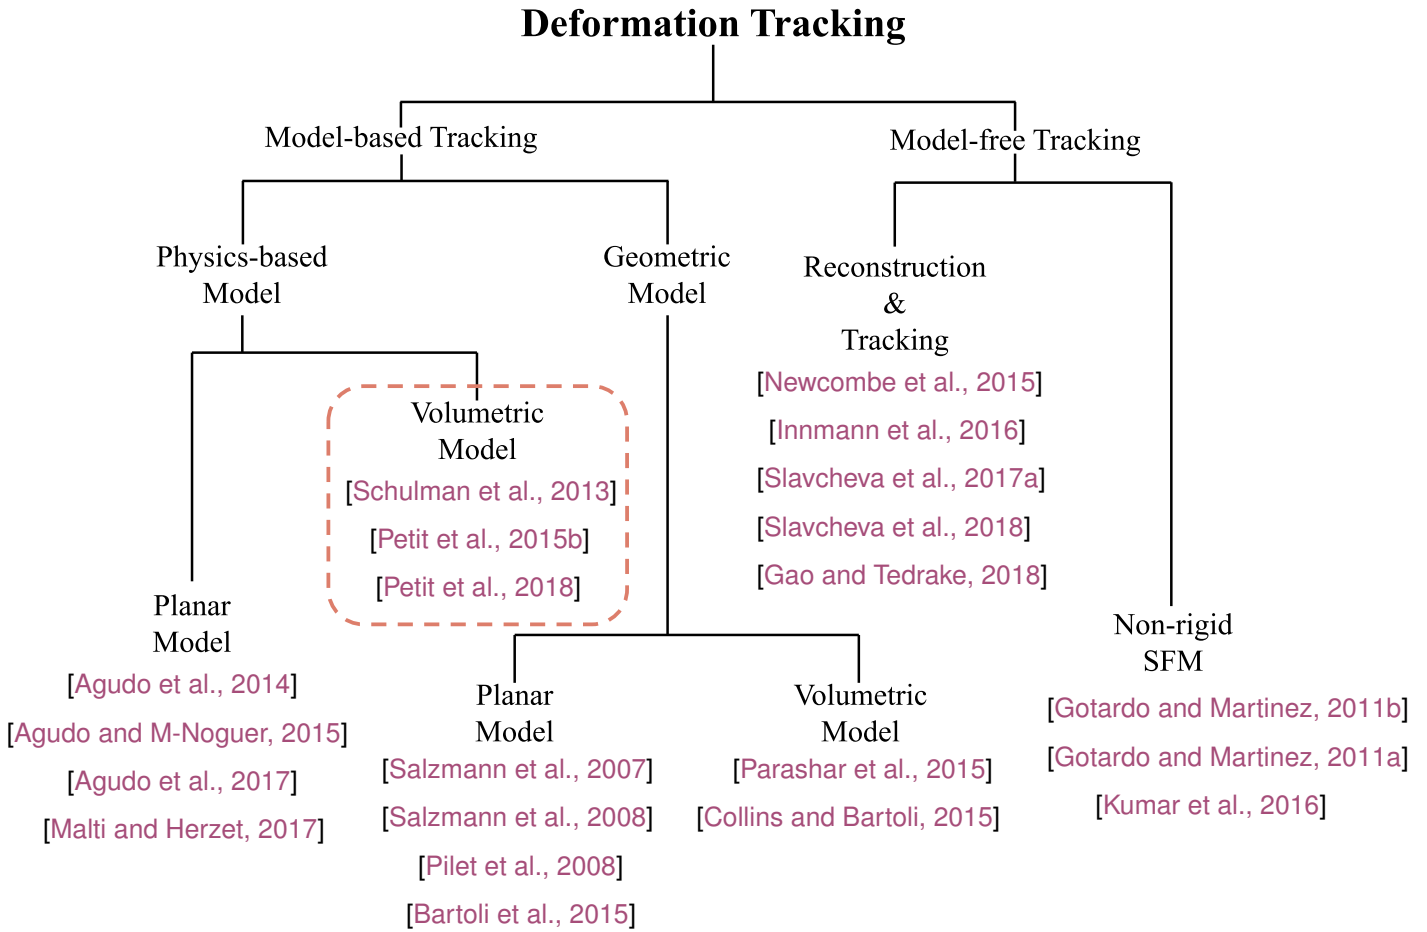 Deformation Tracking
Model-based Tracking
Model-free Tracking
Physics-based
Model
Geometric
Model
Reconstruction
&
Tracking
[Newcombe et al., 2015]
[Innmann et al., 2016]
[Slavcheva et al., 2017a]
[Slavcheva et al., 2018]
[Gao and Tedrake, 2018]
Volumetric
Model
[Schulman et al., 2013]
[Petit et al., 2015b]
[Petit et al., 2018]
Planar
Model
[Agudo et al., 2014]
[Agudo and M-Noguer, 2015]
[Agudo et al., 2017]
[Malti and Herzet, 2017]
Planar
Model
[Salzmann et al., 2007]
[Salzmann et al., 2008]
[Pilet et al., 2008]
[Bartoli et al., 2015]
Volumetric
Model
[Parashar et al., 2015]
[Collins and Bartoli, 2015]
Non-rigid
SFM
[Gotardo and Martinez, 2011b]
[Gotardo and Martinez, 2011a]
[Kumar et al., 2016]